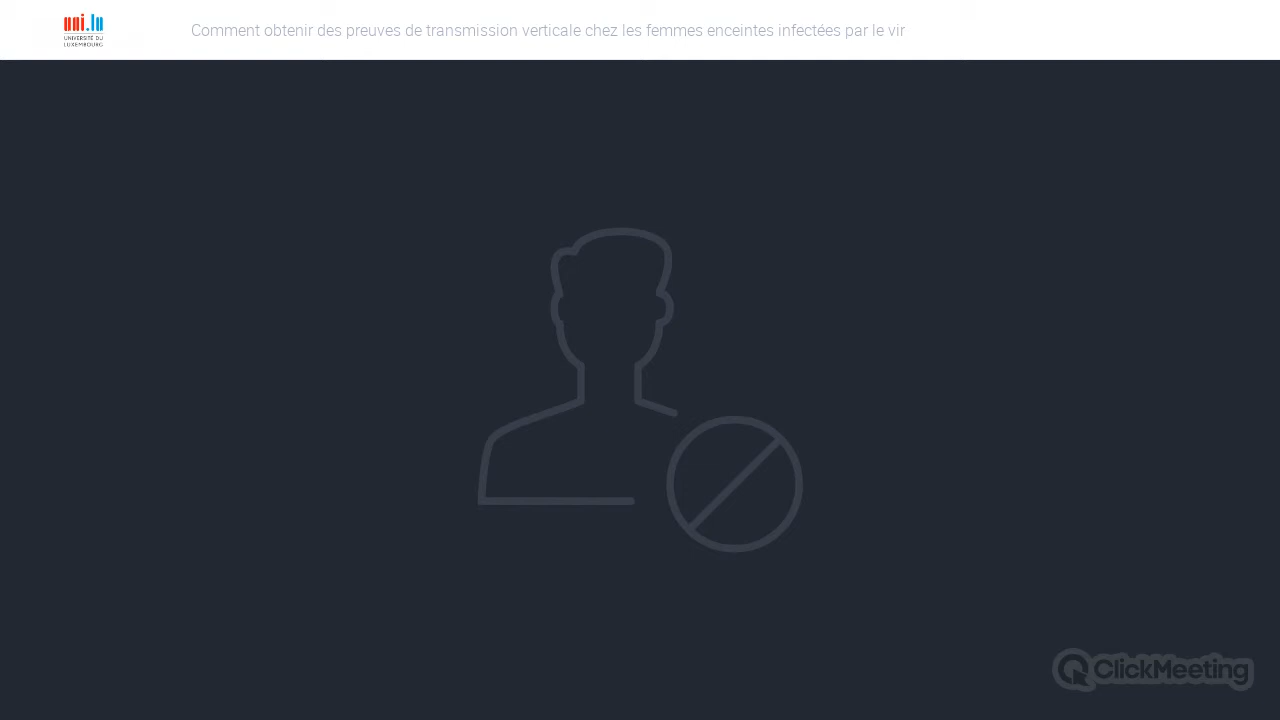 uni.lu
UNIVERSITÉ DU
LUXEMBOURG
Comment obtenir des preuves de transmission verticale chez les femmes enceintes infectées par le vir
ClickMeeting